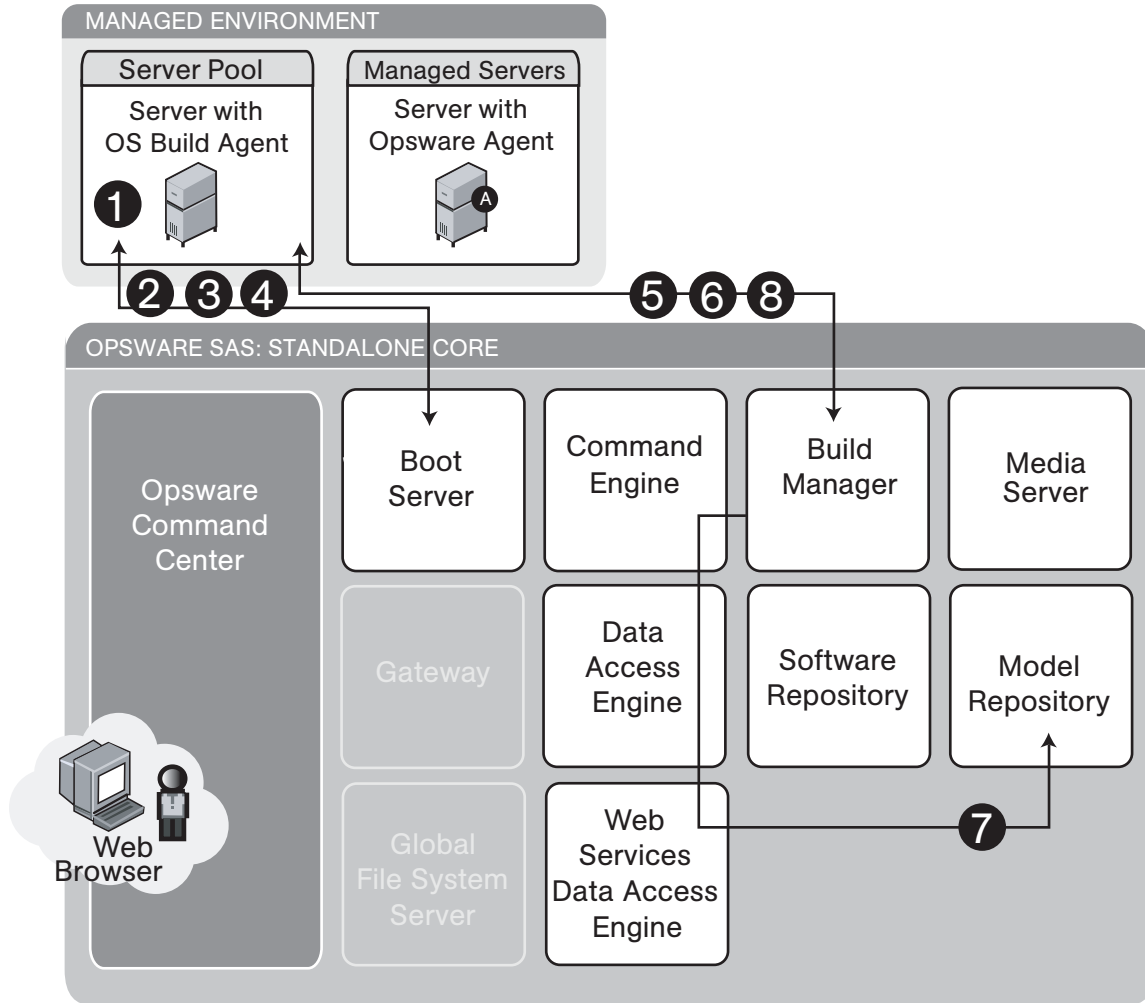 MANAGED ENVIRONMENT
Server Pool
Server with
OS Build Agent
1
Managed Servers
Server with
Opsware Agent
A
2 3 4
5 6 8
OPSWARE SAS: STANDALONE CORE
Opsware
Command
Center
Boot
Server
Command
Engine
Build
Manager
Media
Server
Gateway
Data
Access
Engine
Software
Repository
Model
Repository
Web
Browser
Global
File System
Server
Web
Services
Data Access
Engine
7